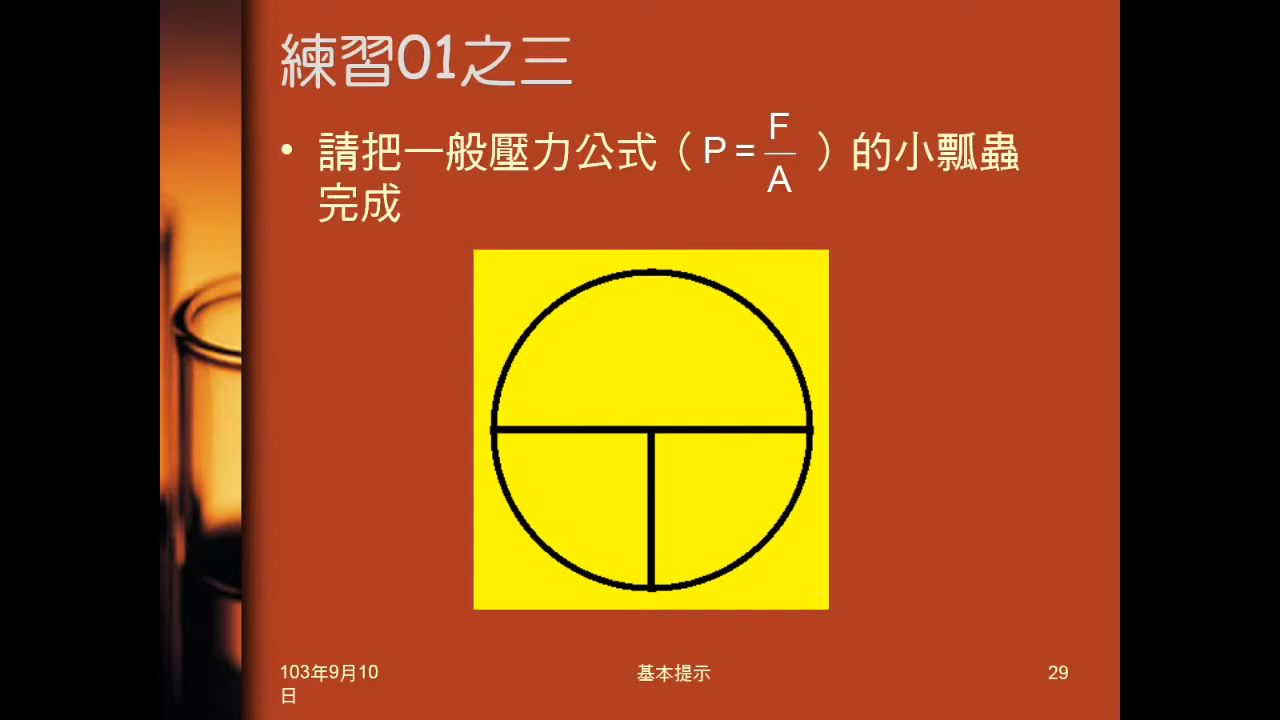 練習01之三
• 請把一般壓力公式（ P = F/A ）的小瓢蟲
完成
103年9月10
日
基本提示
29